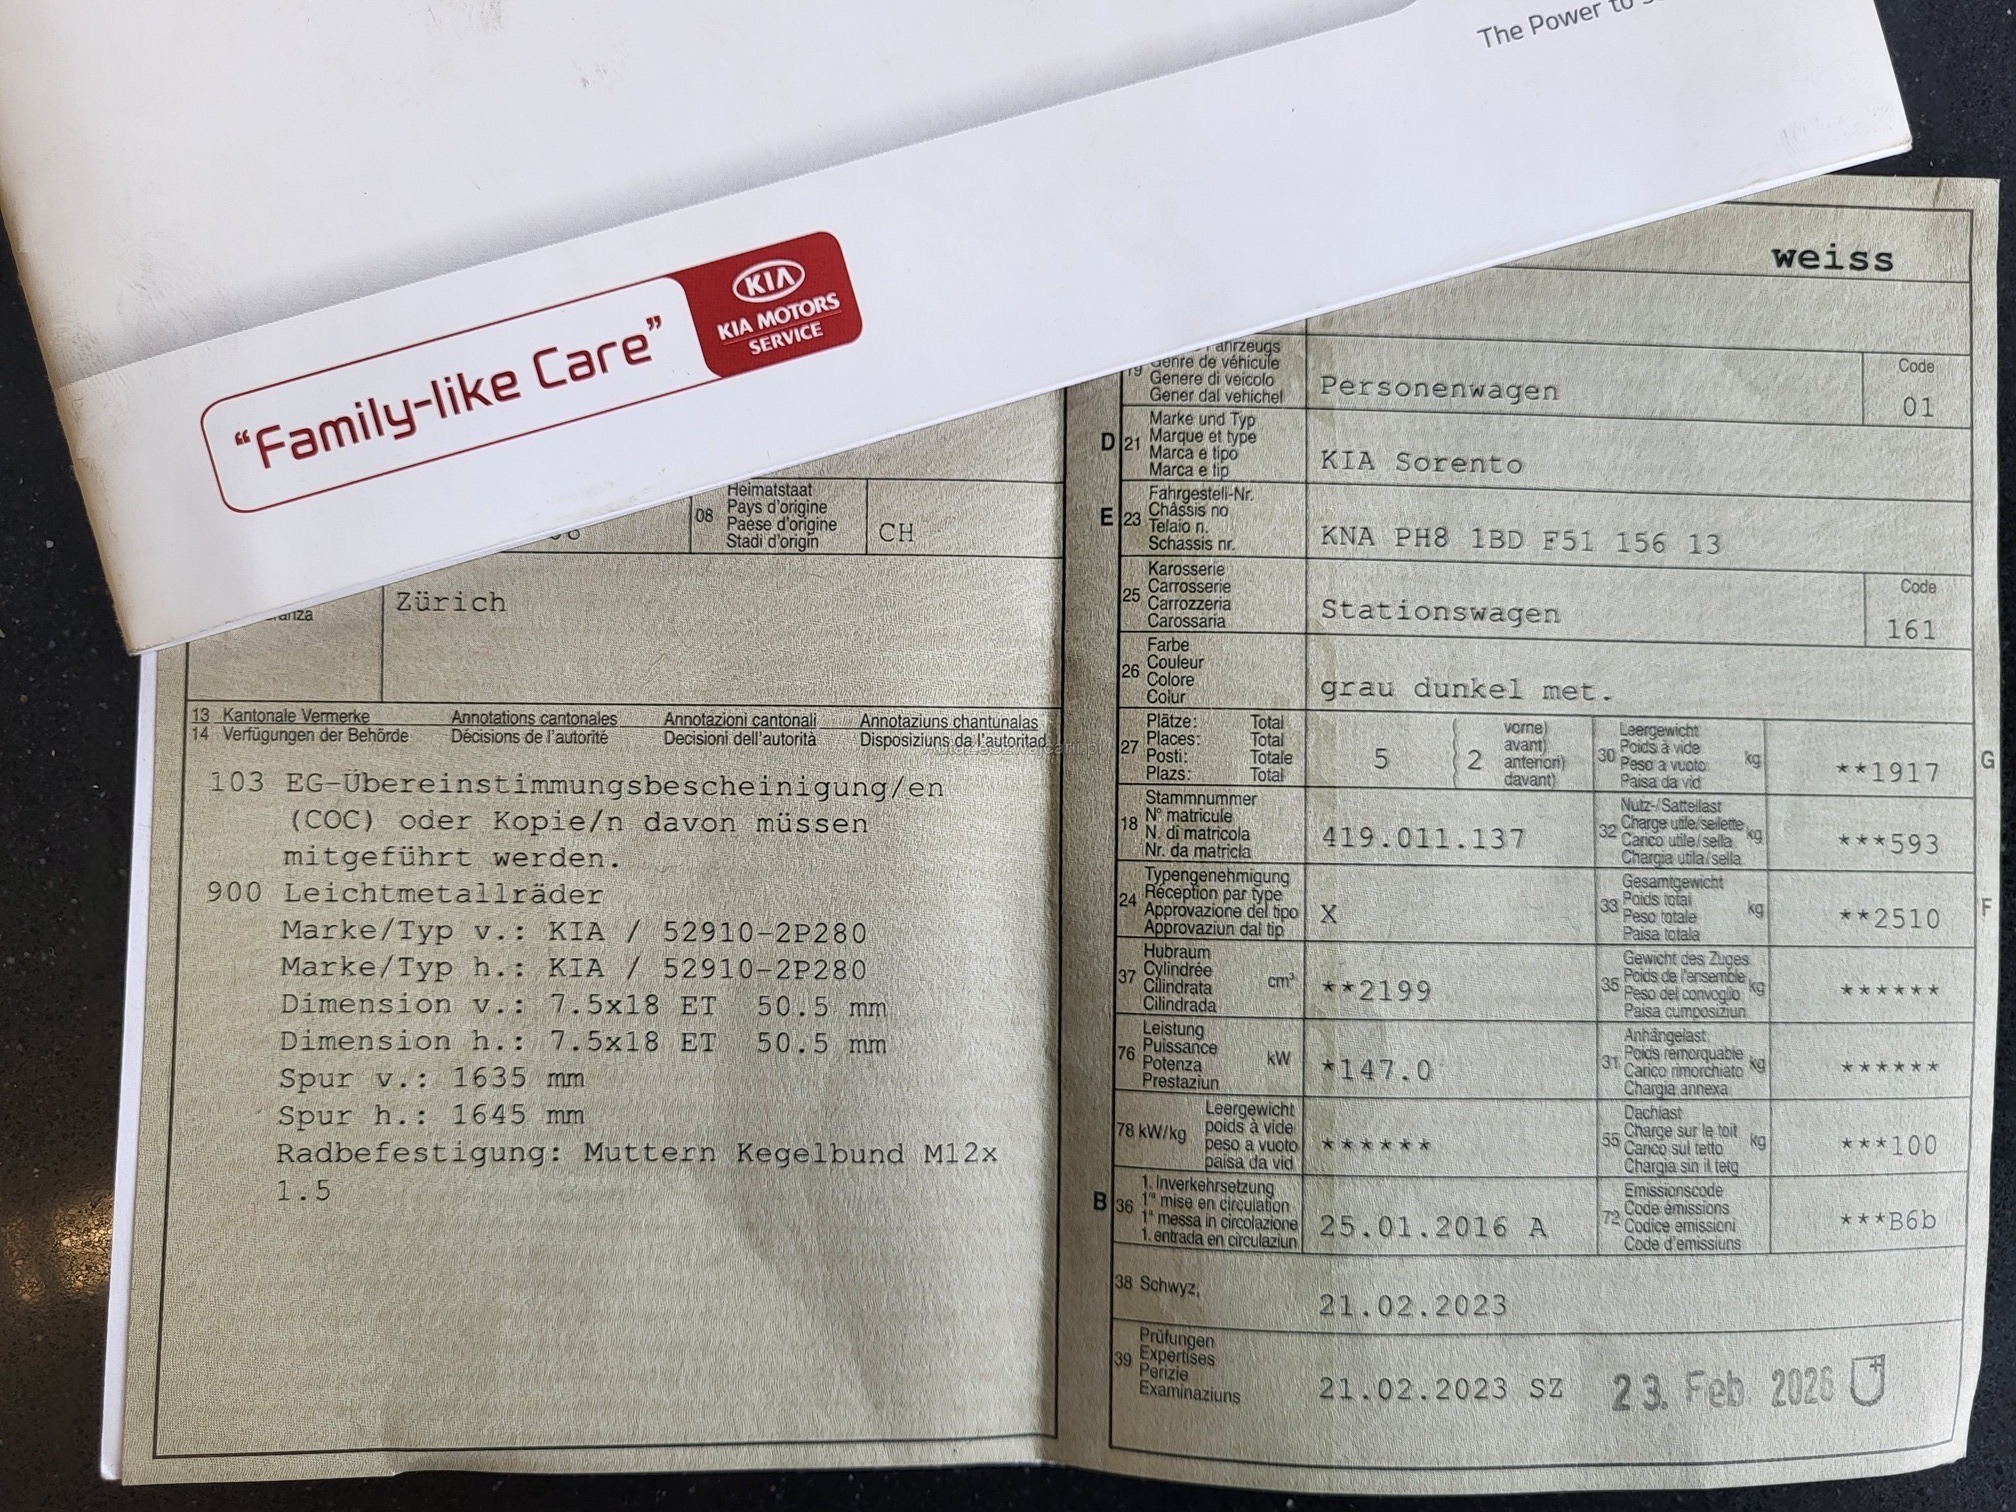 The Power to
"Family-like Care"
KIA
KIA MOTORS
SERVICE
08 Heimatstaat
Pays d'origine
Paese d'origine
Stadi d'origin
CH
Zürich
13 Kantonale Vermerke Annotations cantonales Annotazioni cantonali Annotaziuns chantunalas
14 Verfügungen der Behörde Décisions de l'autorité Decisioni dell'autorità Disposiziuns da l'autoritad
103 EG-Übereinstimmungsbescheinigung/en
(COC) oder Kopie/n davon müssen
mitgeführt werden.
900 Leichtmetallräder
Marke/Typ v.: KIA / 52910-2P280
Marke/Typ h.: KIA / 52910-2P280
Dimension v.: 7.5x18 ET 50.5 mm
Dimension h.: 7.5x18 ET 50.5 mm
Spur v.: 1635 mm
Spur h.: 1645 mm
Radbefestigung: Muttern Kegelbund M12x
1.5
weiss
Genre de véhicule
Genere di veicolo
Gener dal vehichel
Personenwagen
Code
01
D 21 Marke und Typ
Marque et type
Marca e tipo
Marca e tip
KIA Sorento
E 23 Fahrgestell-Nr.
Châssis no
Telaio n.
Schassis nr.
KNA PH8 1BD F51 156 13
25 Karosserie
Carrosserie
Carrozzeria
Carossaria
Stationswagen
Code
161
26 Farbe
Couleur
Colore
Colur
grau dunkel met.
27 Plätze: Total
Places: Total
Posti: Totale
Plazs: Total
5 2 vorne)
avant)
anteriori)
davant)
30 Leergewicht
Poids à vide
Peso a vuoto
Paisa da vid
kg
**1917
G
18 Stammnummer
N° matricule
N. di matricola
Nr. da matricla
419.011.137
32 Nutz-/Sattellast
Charge utile/sellette
Carico utile/sella
Chargia utila/sella
kg
***593
24 Typengenehmigung
Réception par type
Approvazione del tipo
Approvaziun dal tip
X
33 Gesamtgewicht
Poids total
Peso totale
Paisa totala
kg
**2510
F
37 Hubraum
Cylindrée
Cilindrata
Cilindrada
cm³
**2199
35 Gewicht des Zuges
Poids de l'ensemble
Peso del convoglio
Paisa cumposiziun
kg
******
76 Leistung
Puissance
Potenza
Prestaziun
kW
*147.0
31 Anhängelast
Poids remorquable
Carico rimorchiato
Chargia annexa
kg
******
78 kW/kg Leergewicht
poids à vide
peso a vuoto
paisa da vid
******
55 Dachlast
Charge sur le toit
Carico sul tetto
Chargia sin il tetg
kg
***100
B 36 1. Inverkehrsetzung
1re mise en circulation
1a messa in circolazione
1. entrada en circulaziun
25.01.2016 A
72 Emissionscode
Code émissions
Codice emissioni
Code d'emissiuns
***B6b
38 Schwyz,
21.02.2023
39 Prüfungen
Expertises
Perizie
Examinaziuns
21.02.2023 SZ
23. Feb. 2026